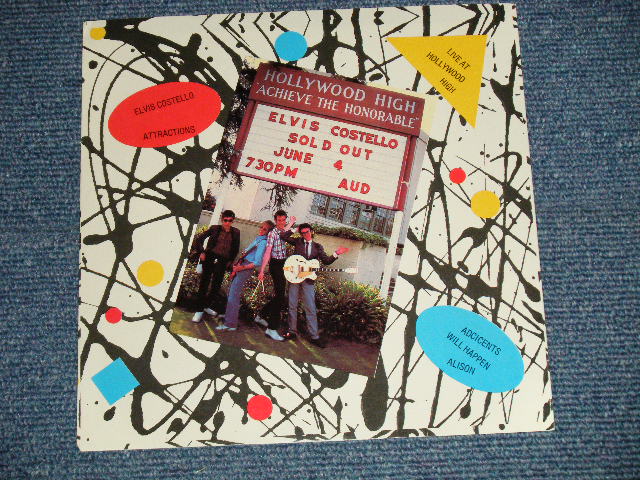 ELVIS COSTELLO
ATTRACTIONS
LIVE AT
HOLLYWOOD
HIGH
HOLLYWOOD HIGH
"ACHIEVE THE HONORABLE"
ELVIS COSTELLO
SOLD OUT
JUNE 4
730PM AUD
ADCICENTS
WILL HAPPEN
ALISON